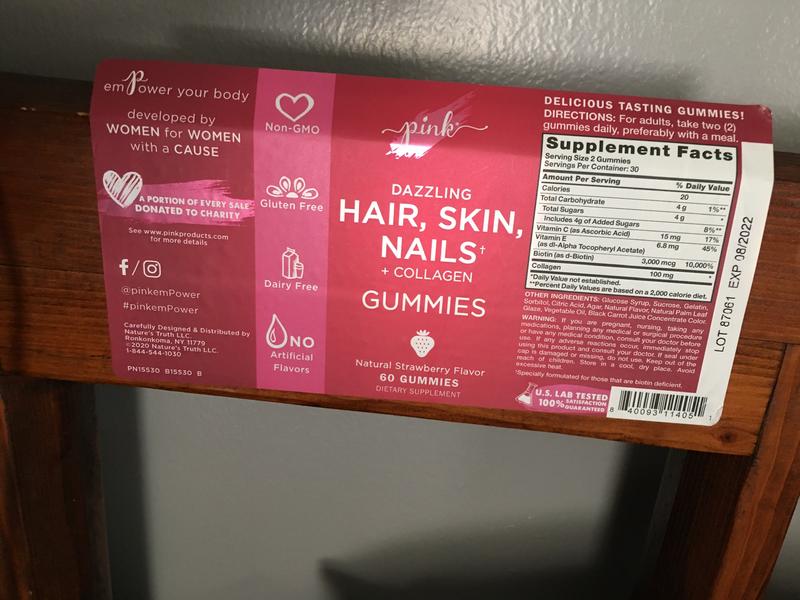 emPower your body
developed by
WOMEN for WOMEN
with a CAUSE
A PORTION OF EVERY SALE
DONATED TO CHARITY
See www.pinkproducts.com
for more details
f/
@pinkemPower
#pinkemPower
Carefully Designed & Distributed by
Nature's Truth LLC.
Ronkonkoma, NY 11779
©2020 Nature's Truth LLC
1-844-544-1030
PN15530 B15530 B
Non-GMO
Gluten Free
Dairy Free
NO
Artificial
Flavors
pink
DAZZLING
HAIR, SKIN,
NAILS†
+ COLLAGEN
GUMMIES
Natural Strawberry Flavor
60 GUMMIES
DIETARY SUPPLEMENT
DELICIOUS TASTING GUMMIES!
DIRECTIONS: For adults, take two (2)
gummies daily, preferably with a meal.
Supplement Facts
Serving Size 2 Gummies
Servings Per Container: 30
Amount Per Serving % Daily Value
Calories 20
Total Carbohydrate 4 g 1%**
Total Sugars 4 g *
Includes 4g of Added Sugars 8%**
Vitamin C (as Ascorbic Acid) 15 mg 17%
Vitamin E
(as dl-Alpha Tocopheryl Acetate) 6.8 mg 45%
Biotin (as d-Biotin) 3,000 mcg 10,000%
Collagen 100 mg *
*Daily Value not established.
**Percent Daily Values are based on a 2,000 calorie diet.
OTHER INGREDIENTS: Glucose Syrup, Sucrose, Gelatin,
Sorbitol, Citric Acid, Agar, Natural Flavor, Natural Palm Leaf
Glaze, Vegetable Oil, Black Carrot Juice Concentrate Color.
WARNING: If you are pregnant, nursing, taking any
medications, planning any medical or surgical procedure
or have any medical condition, consult your doctor before
use. If any adverse reactions occur, immediately stop
using this product and consult your doctor. If seal under
cap is damaged or missing, do not use. Keep out of the
reach of children. Store in a cool, dry place. Avoid
excessive heat.
†Specially formulated for those that are biotin deficient.
U.S. LAB TESTED
100% SATISFACTION
GUARANTEED
8 40093 11405 1
LOT 87061 EXP 08/2022